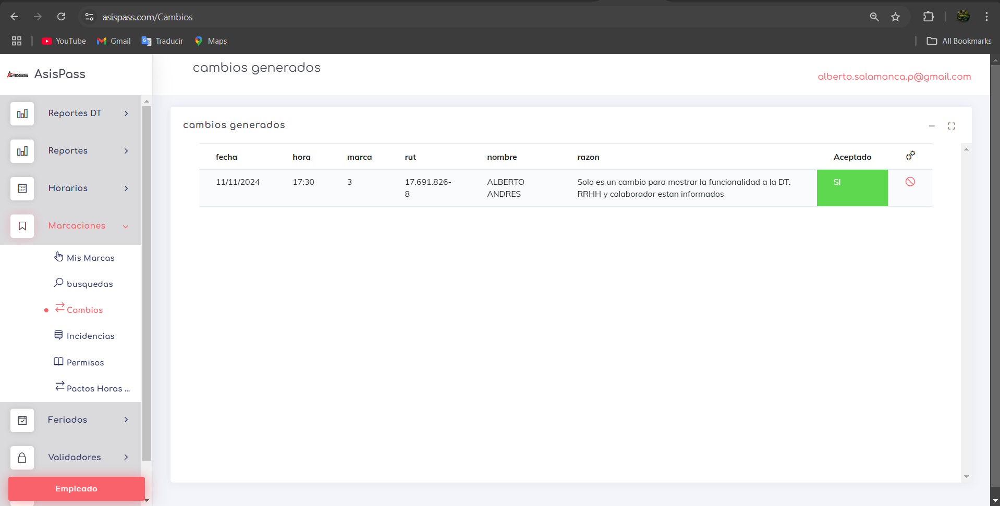 asispass.com/Cambios
YouTube Gmail Traducir Maps All Bookmarks
APASS AsisPass
cambios generados
alberto.salamanca.p@gmail.com
Reportes DT
Reportes
Horarios
Marcaciones
Mis Marcas
busquedas
Cambios
Incidencias
Permisos
Pactos Horas ...
Feriados
Validadores
Empleado
cambios generados
fecha hora marca rut nombre razon Aceptado
11/11/2024 17:30 3 17.691.826- ALBERTO Solo es un cambio para mostrar la funcionalidad a la DT. SI
8 ANDRES RRHH y colaborador estan informados